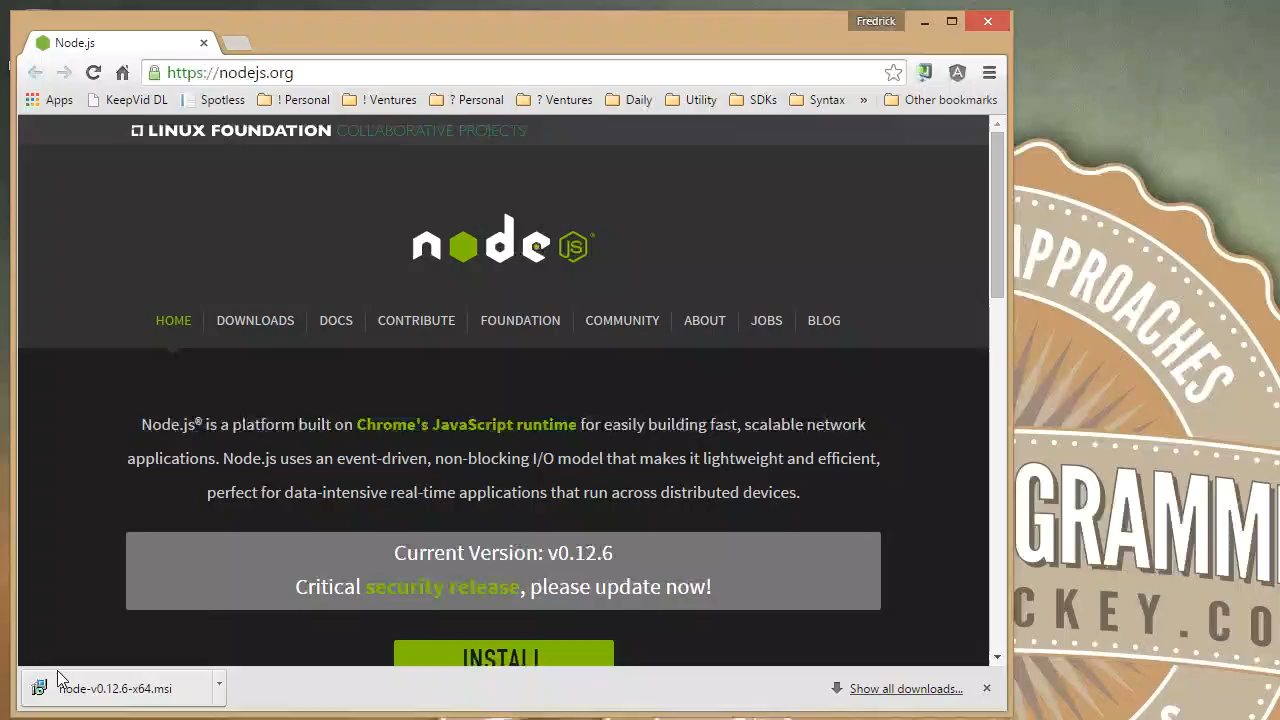 Fredrick
Node.js
https://nodejs.org
Apps KeepVid DL Spotless ! Personal ! Ventures ? Personal ? Ventures Daily Utility SDKs Syntax » Other bookmarks
LINUX FOUNDATION COLLABORATIVE PROJECTS
node JS
HOME DOWNLOADS DOCS CONTRIBUTE FOUNDATION COMMUNITY ABOUT JOBS BLOG
Node.js® is a platform built on Chrome's JavaScript runtime for easily building fast, scalable network
applications. Node.js uses an event-driven, non-blocking I/O model that makes it lightweight and efficient,
perfect for data-intensive real-time applications that run across distributed devices.
Current Version: v0.12.6
Critical security release, please update now!
INSTALL
node-v0.12.6-x64.msi
Show all downloads...
APPROACHES
GRAMM
CKEY.CO